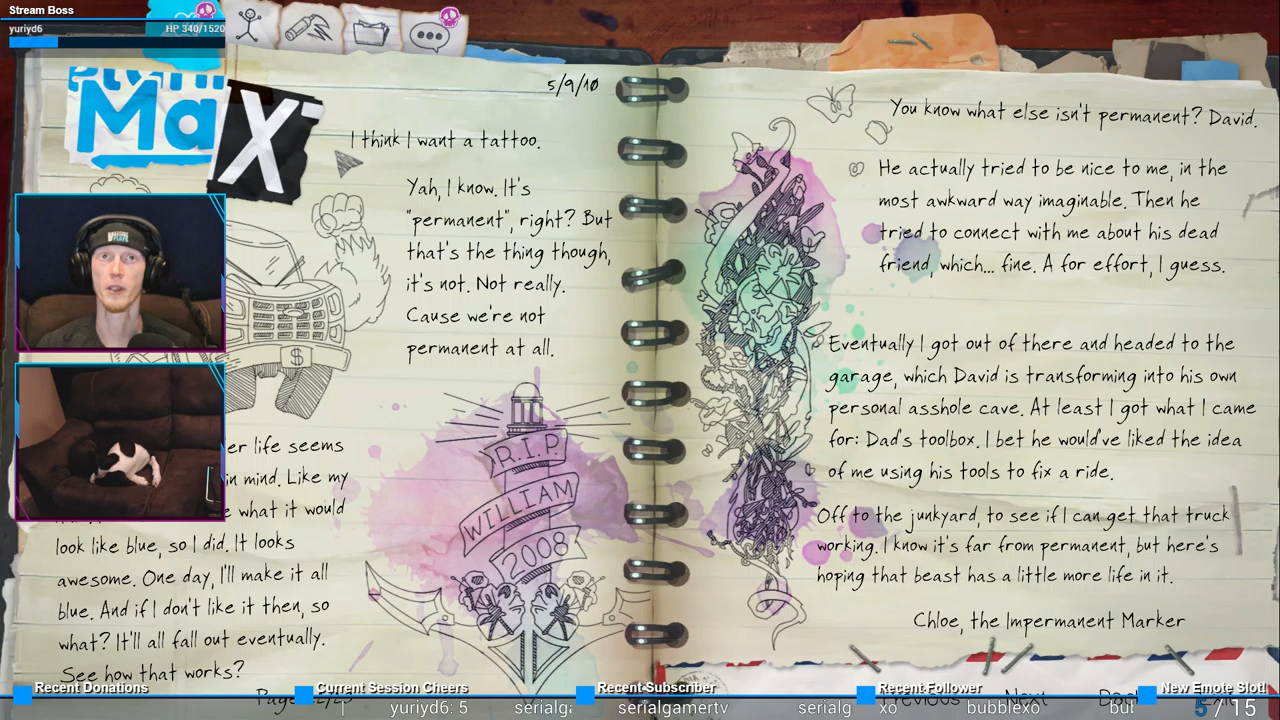 Stream Boss
yuriyd6
HP 340/1520
Ma
X
5/9/10
I think I want a tattoo.
Yah, I know. It's
"permanent", right? But
that's the thing though,
it's not. Not really.
Cause we're not
permanent at all.
$
R.I.P.
WILLIAM
2008
er life seems
in mind. Like my
what it would
look like blue, so I did. It looks
awesome. One day, I'll make it all
blue. And if I don't like it then, so
what? It'll all fall out eventually.
See how that works?
You know what else isn't permanent? David.
He actually tried to be nice to me, in the
most awkward way imaginable. Then he
tried to connect with me about his dead
friend, which... fine. A for effort, I guess.
Eventually I got out of there and headed to the
garage, which David is transforming into his own
personal asshole cave. At least I got what I came
for: Dad's toolbox. I bet he would've liked the idea
of me using his tools to fix a ride.
Off to the junkyard, to see if I can get that truck
working. I know it's far from permanent, but here's
hoping that beast has a little more life in it.
Chloe, the Impermanent Marker
Recent Donations
Current Session Cheers
Recent Subscriber
Recent Follower
New Emote Slot!
yuriyd6: 5
serialg
serialgamertv
serialg
xo
bubblexo
bub
5 / 15